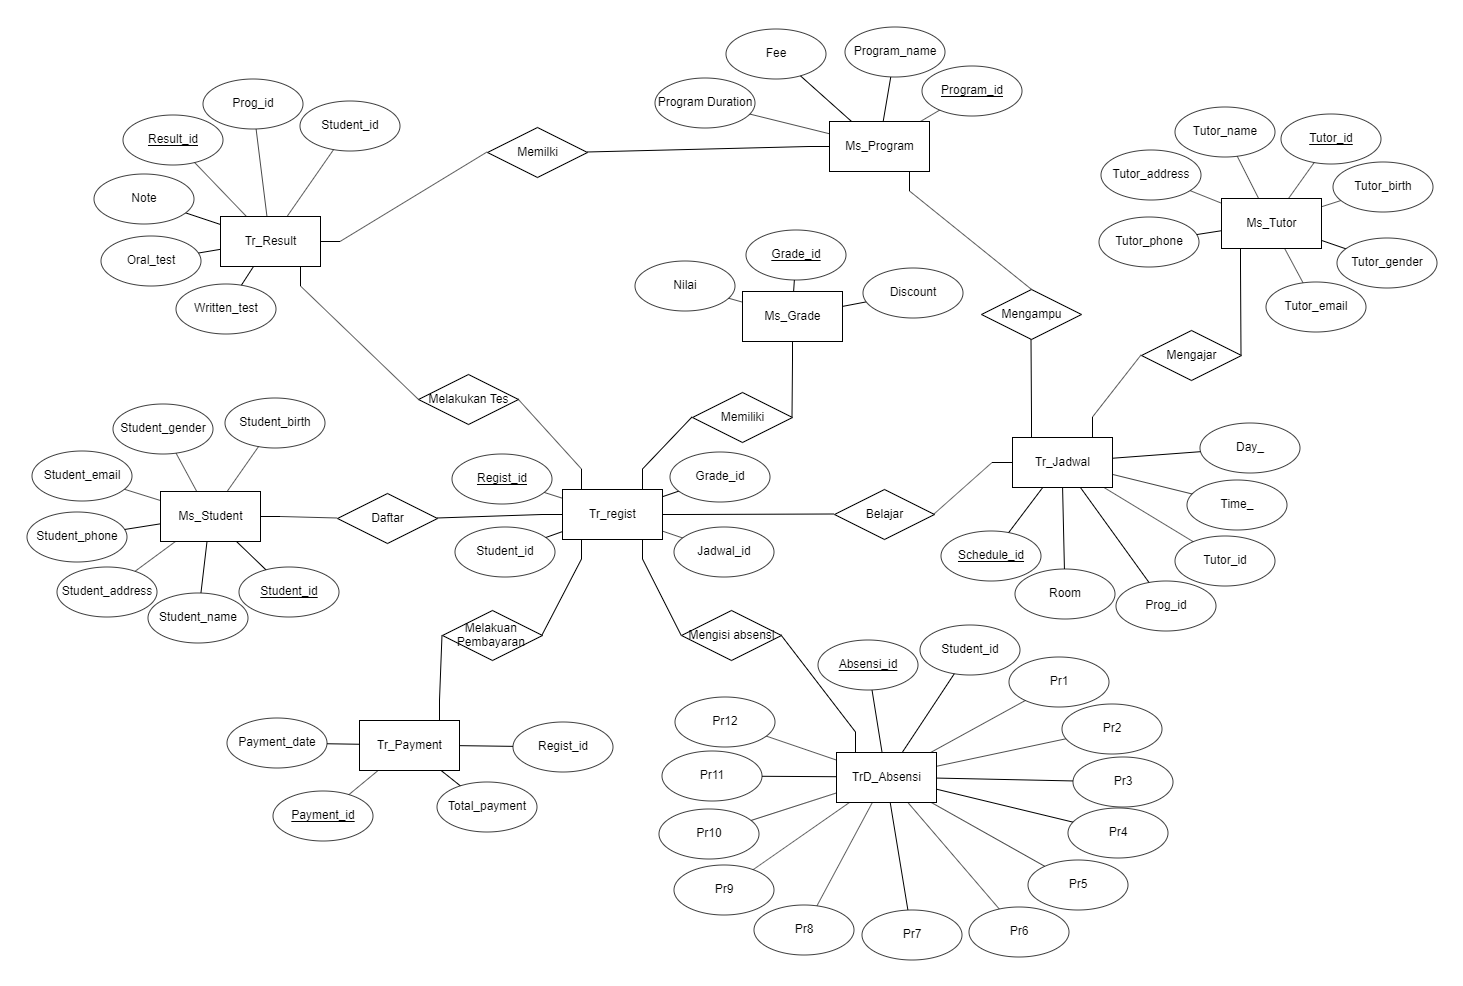 Fee
Program_name
Program Duration
Program_id
Ms_Program
Prog_id
Student_id
Result_id
Note
Oral_test
Written_test
Tr_Result
Memilki
Tutor_name
Tutor_id
Tutor_address
Tutor_birth
Tutor_phone
Tutor_gender
Tutor_email
Ms_Tutor
Grade_id
Nilai
Discount
Ms_Grade
Mengampu
Mengajar
Melakukan Tes
Memiliki
Student_gender
Student_birth
Student_email
Student_phone
Student_address
Student_name
Student_id
Ms_Student
Daftar
Regist_id
Grade_id
Student_id
Jadwal_id
Tr_regist
Belajar
Tr_Jadwal
Day_
Time_
Tutor_id
Prog_id
Room
Schedule_id
Melakuan
Pembayaran
Mengisi absensi
Payment_date
Tr_Payment
Regist_id
Payment_id
Total_payment
Absensi_id
Student_id
Pr1
Pr2
Pr3
Pr4
Pr5
Pr6
Pr7
Pr8
Pr9
Pr10
Pr11
Pr12
TrD_Absensi